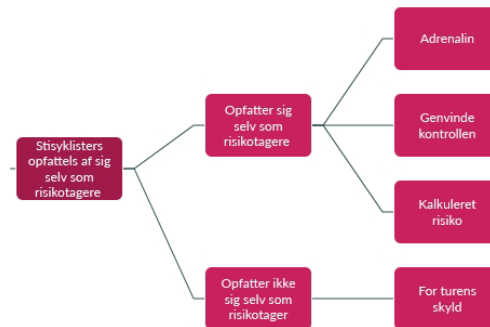 Stisyklisters
opfattels af sig
selv som
risikotagere
Opfatter sig
selv som
risikotagere
Adrenalin
Genvinde
kontrollen
Kalkuleret
risiko
Opfatter ikke
sig selv som
risikotager
For turens
skyld